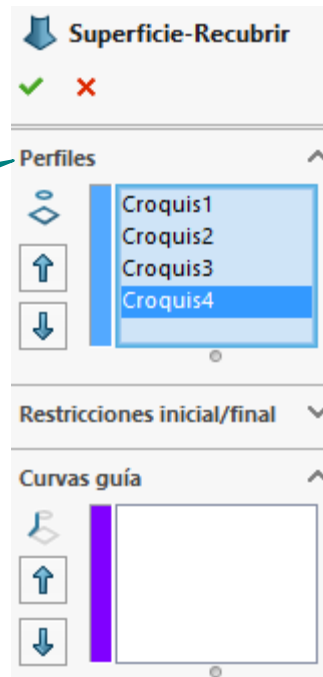 Superficie-Recubrir
Perfiles
Croquis1
Croquis2
Croquis3
Croquis4
Restricciones inicial/final
Curvas guía